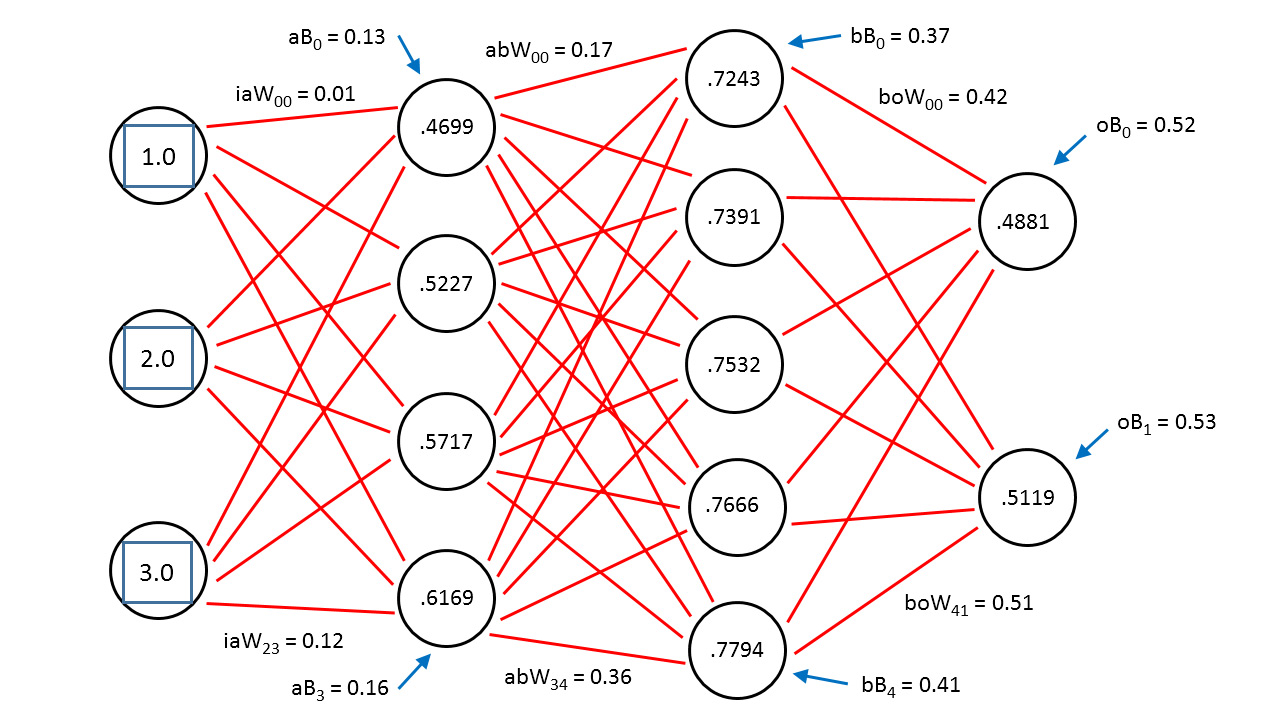 aB₀ = 0.13
abW₀₀ = 0.17
bB₀ = 0.37
iaW₀₀ = 0.01
boW₀₀ = 0.42
oB₀ = 0.52
1.0
2.0
3.0
.4699
.5227
.5717
.6169
.7243
.7391
.7532
.7666
.7794
.4881
.5119
oB₁ = 0.53
iaW₂₃ = 0.12
aB₃ = 0.16
abW₃₄ = 0.36
boW₄₁ = 0.51
bB₄ = 0.41